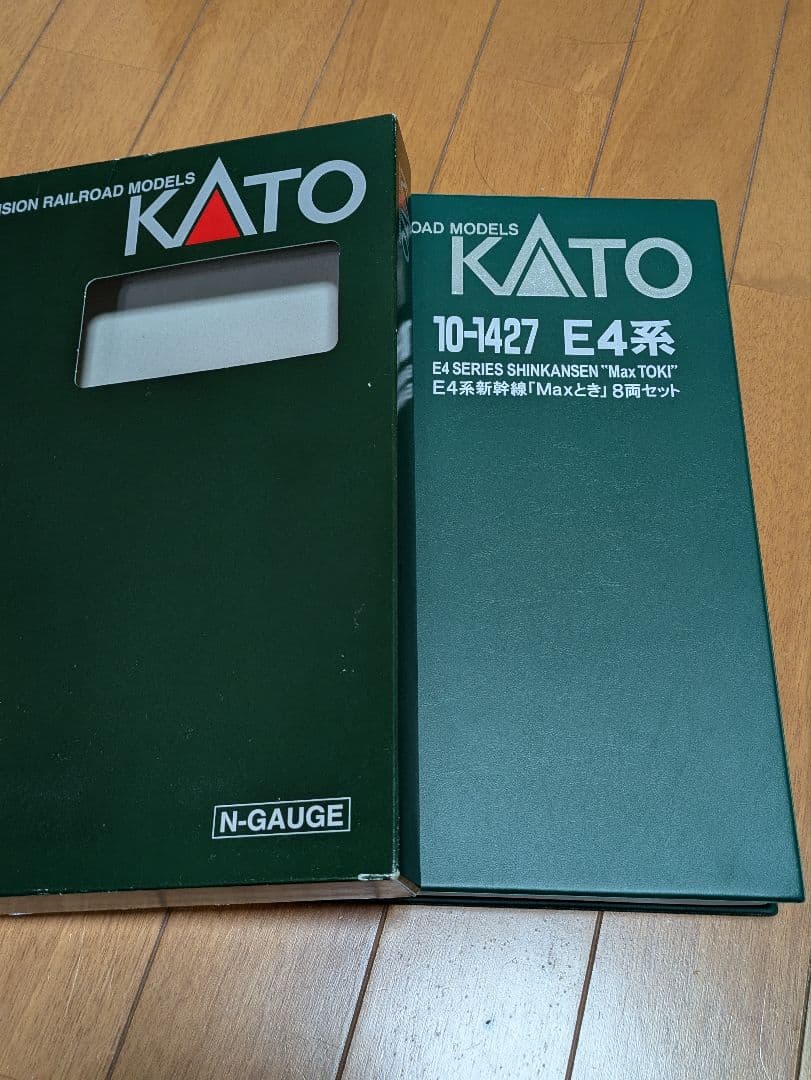 ISION RAILROAD MODELS
KATO
N-GAUGE
OAD MODELS
KATO
10-1427 E4系
E4 SERIES SHINKANSEN "Max TOKI"
E4系新幹線「Maxとき」8両セット